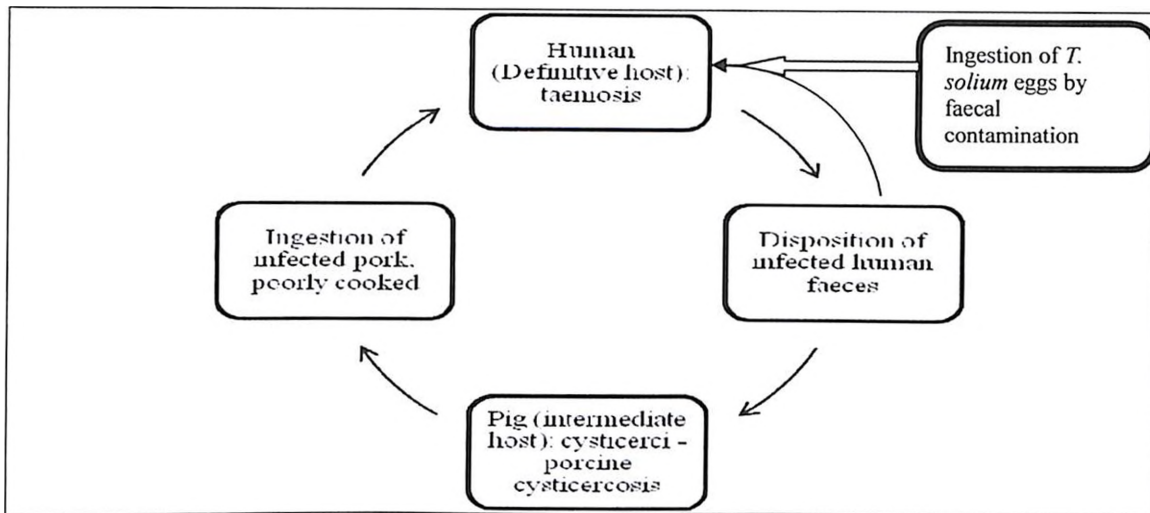 Human
(Definitive host):
taeniosis
Ingestion of T.
solium eggs by
faecal
contamination
Ingestion of
infected pork,
poorly cooked
Disposition of
infected human
faeces
Pig (intermediate
host): cysticerci -
porcine
cysticercosis